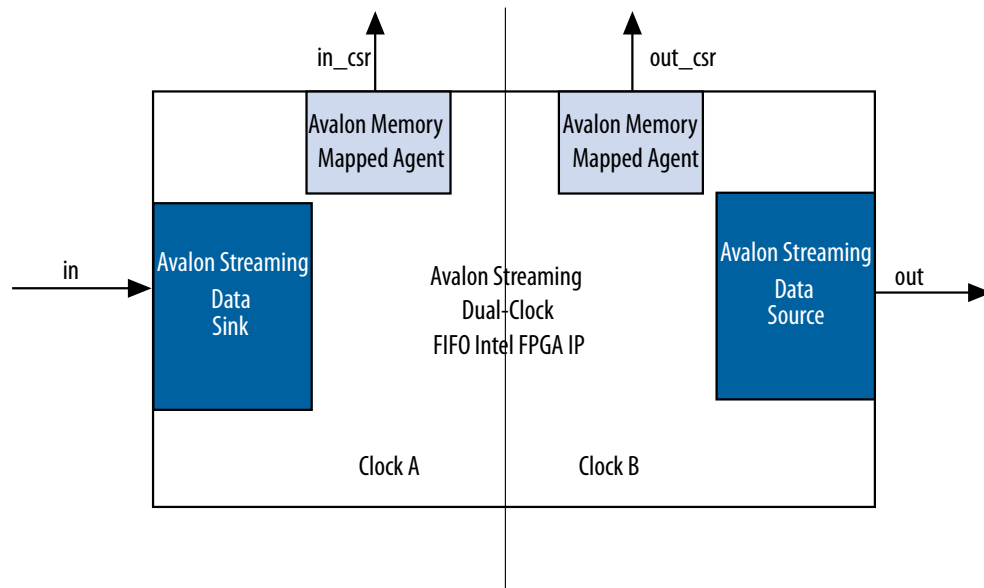 in_csr
out_csr
Avalon Memory
Mapped Agent
Avalon Memory
Mapped Agent
in
Avalon Streaming
Data
Sink
Avalon Streaming
Dual-Clock
FIFO Intel FPGA IP
Avalon Streaming
Data
Source
out
Clock A
Clock B